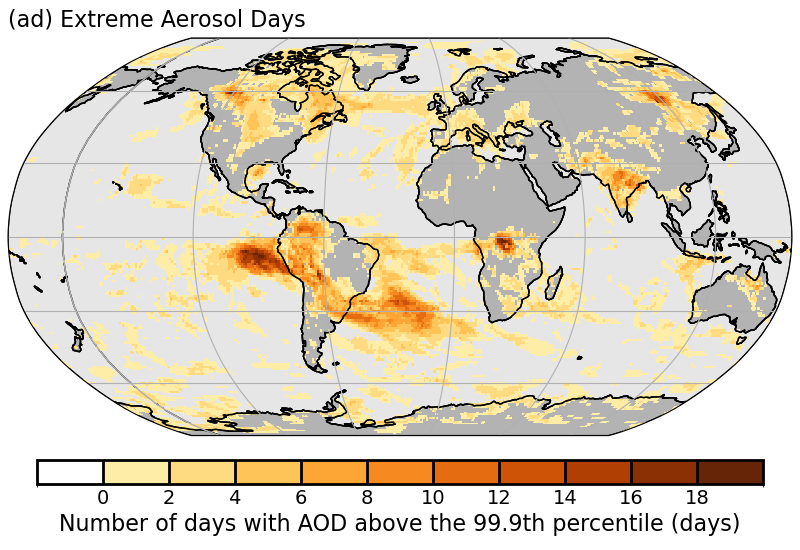 (ad) Extreme Aerosol Days
0 2 4 6 8 10 12 14 16 18
Number of days with AOD above the 99.9th percentile (days)